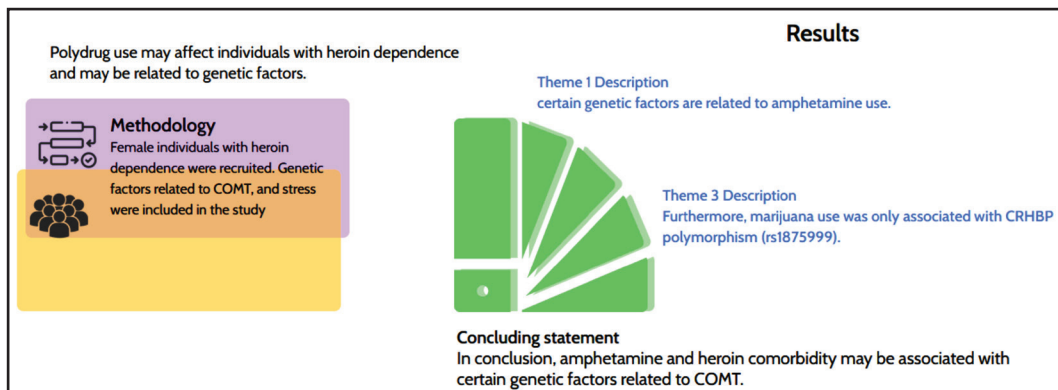 Polydrug use may affect individuals with heroin dependence
and may be related to genetic factors.
Methodology
Female individuals with heroin
dependence were recruited. Genetic
factors related to COMT, and stress
were included in the study
Results
Theme 1 Description
certain genetic factors are related to amphetamine use.
Theme 3 Description
Furthermore, marijuana use was only associated with CRHBP
polymorphism (rs1875999).
Concluding statement
In conclusion, amphetamine and heroin comorbidity may be associated with
certain genetic factors related to COMT.